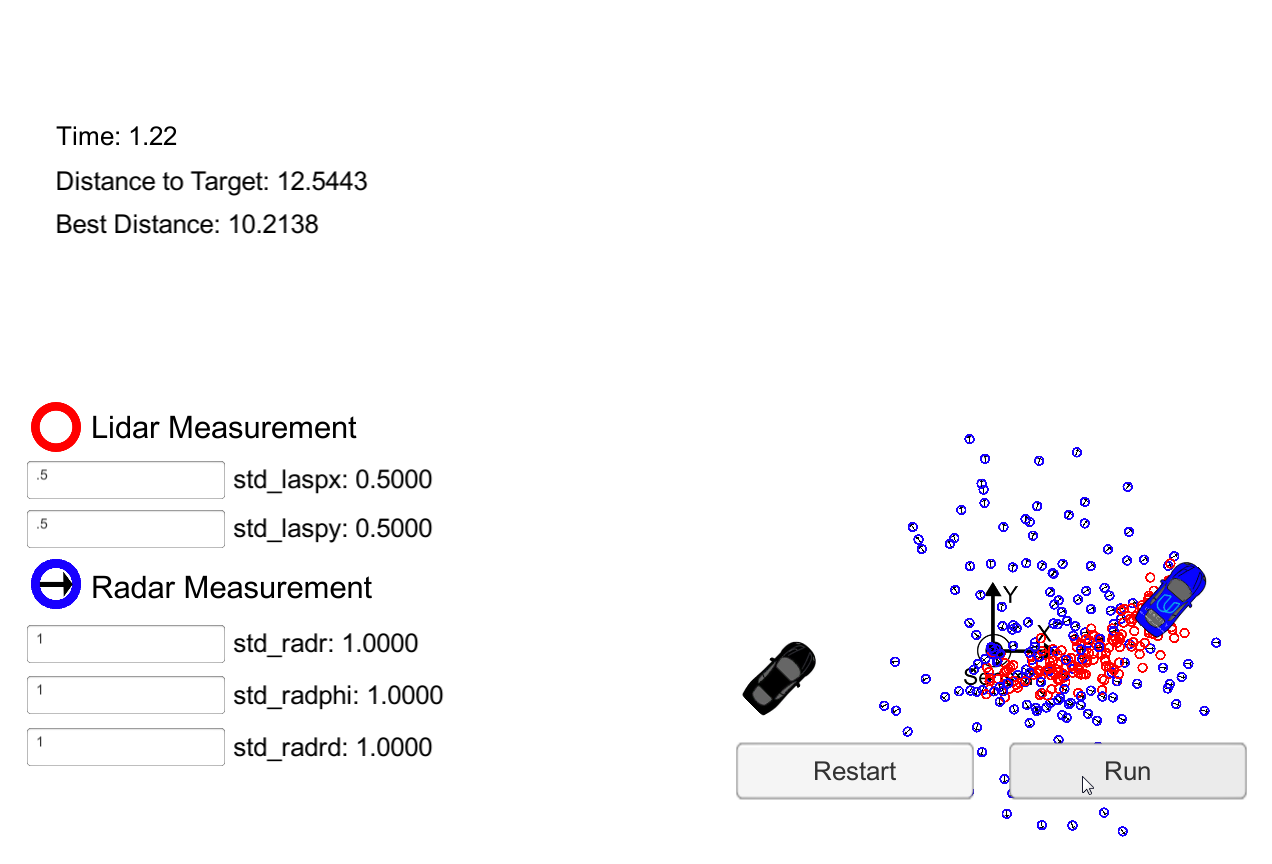 Time: 1.22
Distance to Target: 12.5443
Best Distance: 10.2138
Lidar Measurement
.5
std_laspx: 0.5000
.5
std_laspy: 0.5000
Radar Measurement
1
std_radr: 1.0000
1
std_radphi: 1.0000
1
std_radrd: 1.0000
Y
X
Restart
Run